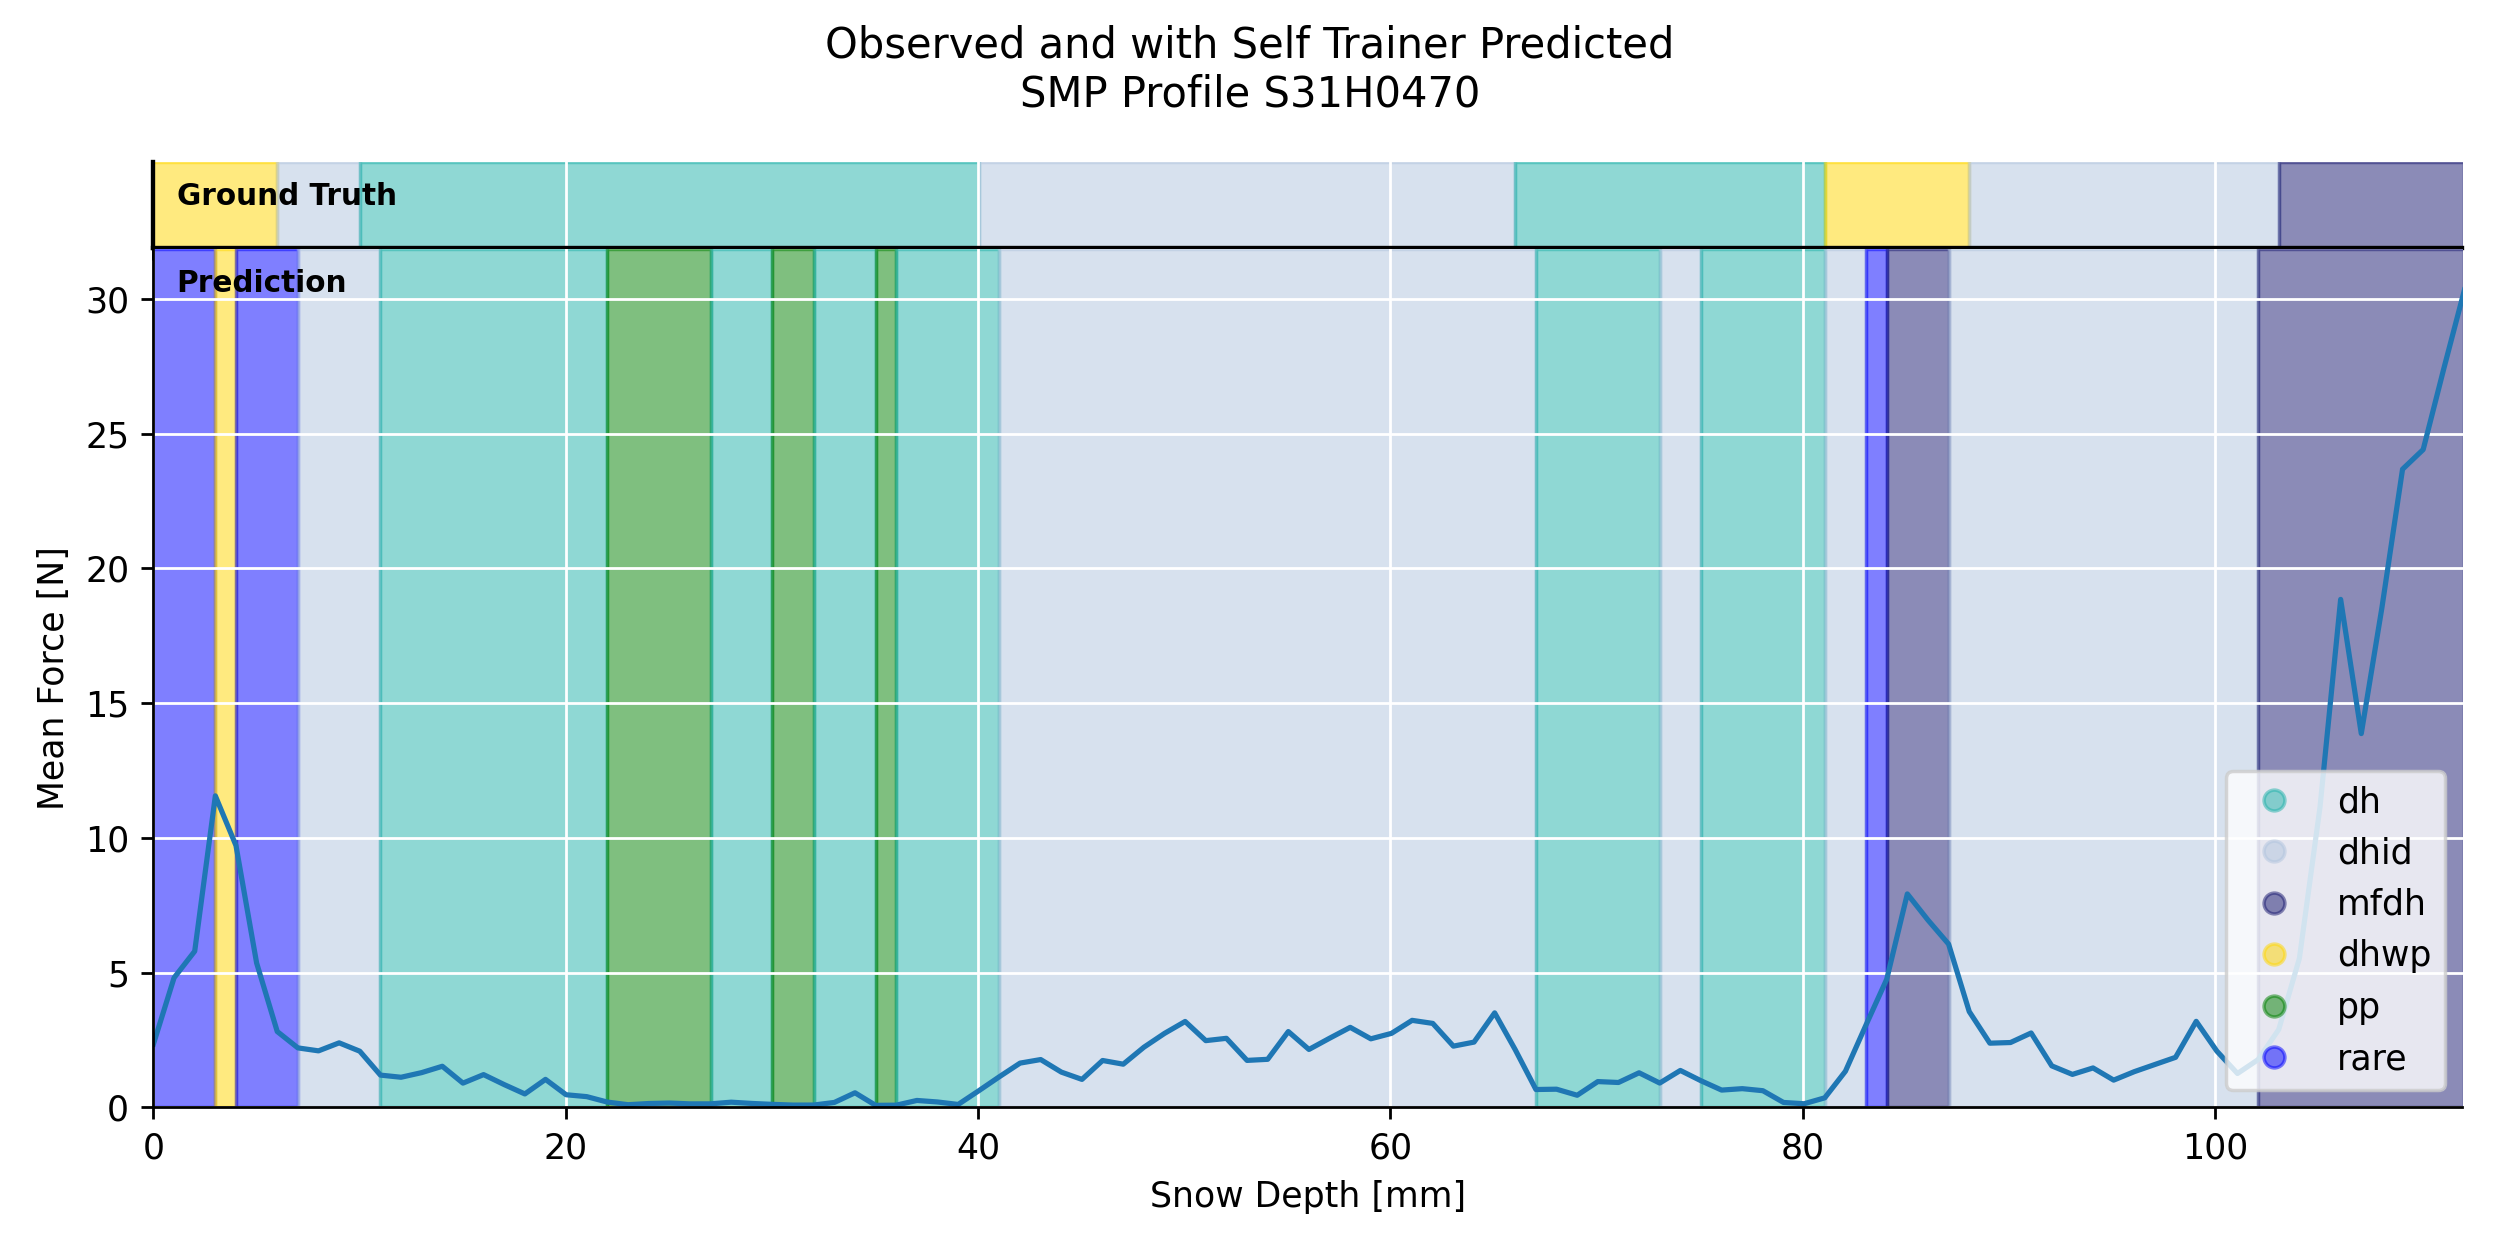 Observed and with Self Trainer Predicted
SMP Profile S31H0470
Ground Truth
Prediction
30
25
20
15
10
5
0
Mean Force [N]
0 20 40 60 80 100
Snow Depth [mm]
dh
dhid
mfdh
dhwp
pp
rare